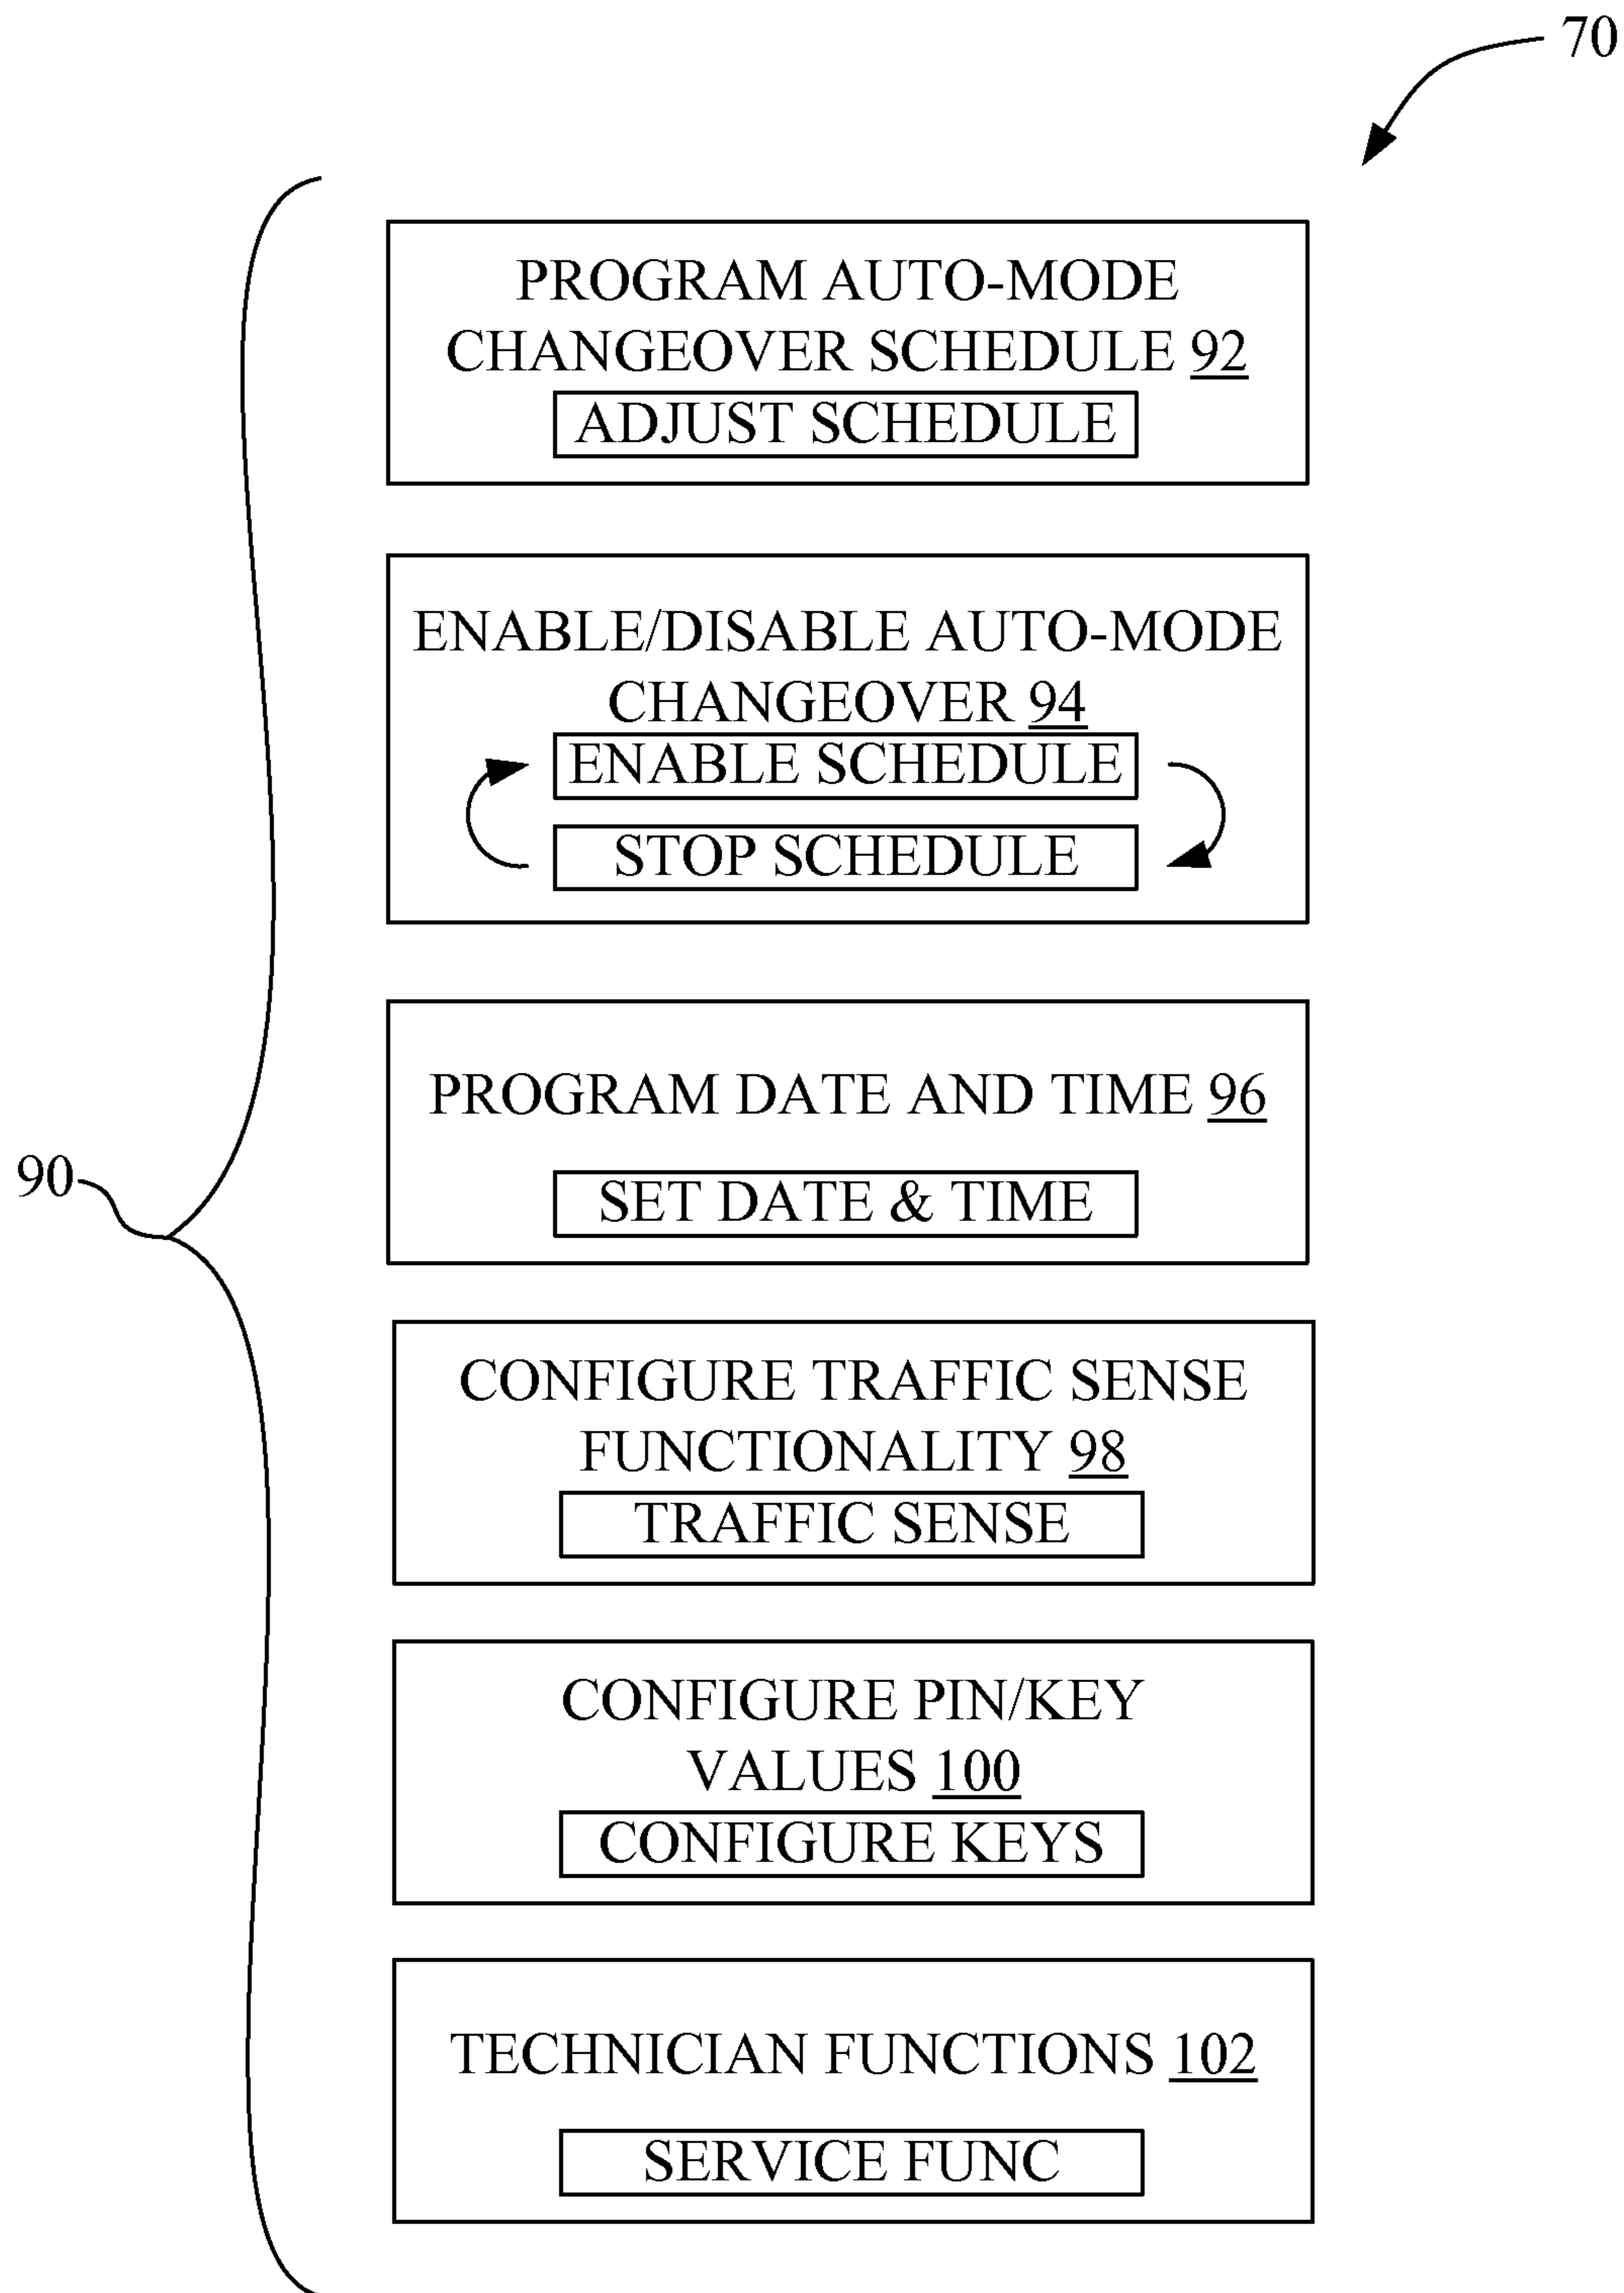 70
PROGRAM AUTO-MODE
CHANGEOVER SCHEDULE 92
ADJUST SCHEDULE
ENABLE/DISABLE AUTO-MODE
CHANGEOVER 94
ENABLE SCHEDULE
STOP SCHEDULE
PROGRAM DATE AND TIME 96
90
SET DATE & TIME
CONFIGURE TRAFFIC SENSE
FUNCTIONALITY 98
TRAFFIC SENSE
CONFIGURE PIN/KEY
VALUES 100
CONFIGURE KEYS
TECHNICIAN FUNCTIONS 102
SERVICE FUNC